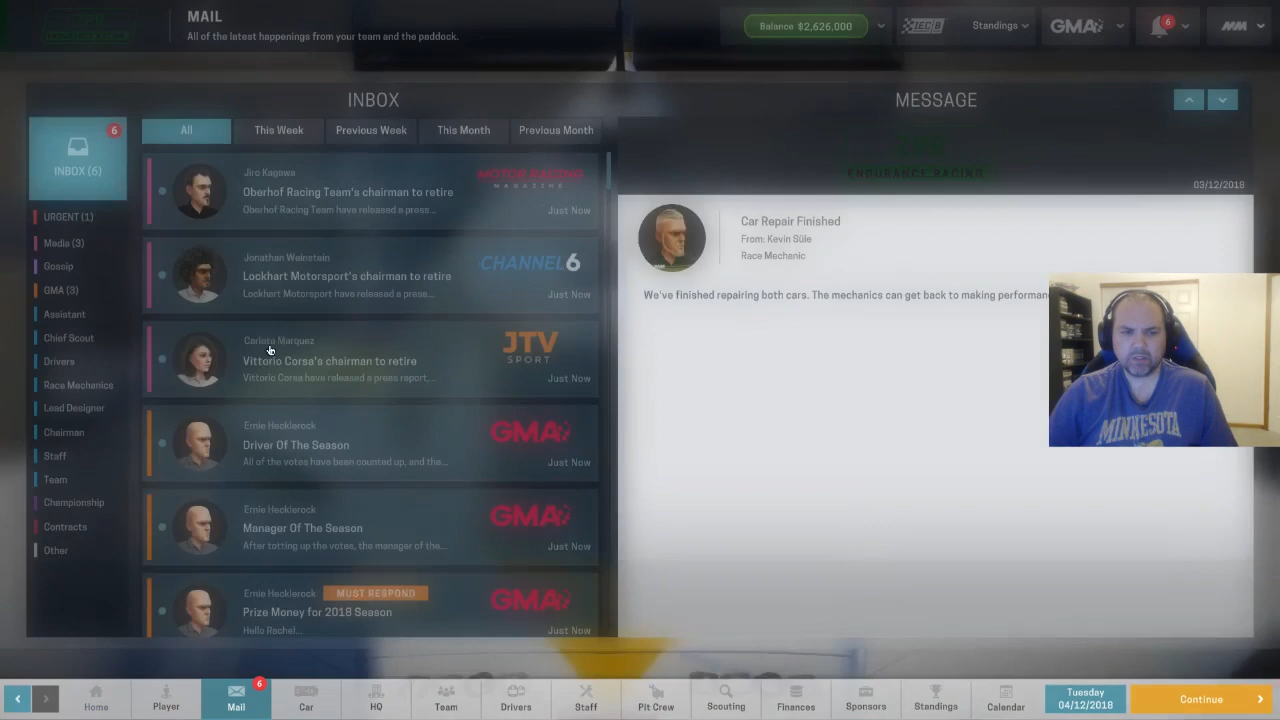 MAIL
All of the latest happenings from your team and the paddock.
Balance $2,626,000
IEC B
Standings
GMA
6
INBOX
MESSAGE
6
INBOX (6)
All
This Week
Previous Week
This Month
Previous Month
URGENT (1)
Media (3)
Gossip
GMA (3)
Assistant
Chief Scout
Drivers
Race Mechanics
Lead Designer
Chairman
Staff
Team
Championship
Contracts
Other
Jiro Kagawa
Oberhof Racing Team's chairman to retire
Oberhof Racing Team have released a press...
MOTOR RACING
MAGAZINE
Just Now
Jonathan Weinstein
Lockhart Motorsport's chairman to retire
Lockhart Motorsport have released a press...
CHANNEL 6
Just Now
Carlota Marquez
Vittorio Corsa's chairman to retire
Vittorio Corsa have released a press report,...
JTV
SPORT
Just Now
Ernie Hecklerock
Driver Of The Season
All of the votes have been counted up, and the...
GMA
Just Now
Ernie Hecklerock
Manager Of The Season
After totting up the votes, the manager of the...
GMA
Just Now
Ernie Hecklerock
MUST RESPOND
Prize Money for 2018 Season
Hello Rachel...
GMA
Just Now
ENDURANCE RACING
03/12/2018
Car Repair Finished
From: Kevin Süle
Race Mechanic
We've finished repairing both cars. The mechanics can get back to making performan
MINNESOTA
Home
Player
6
Mail
Car
HQ
Team
Drivers
Staff
Pit Crew
Scouting
Finances
Sponsors
Standings
Calendar
Tuesday
04/12/2018
Continue